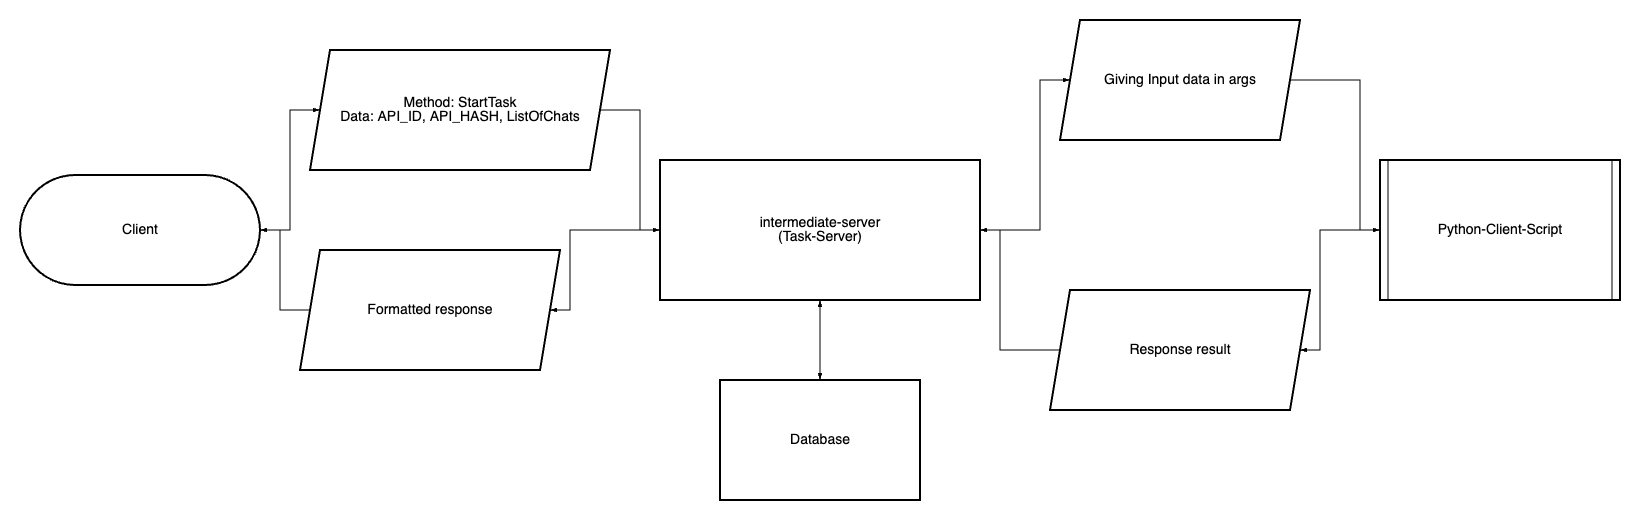 Method: StartTask
Data: API_ID, API_HASH, ListOfChats
Giving Input data in args
Client
intermediate-server
(Task-Server)
Python-Client-Script
Formatted response
Response result
Database